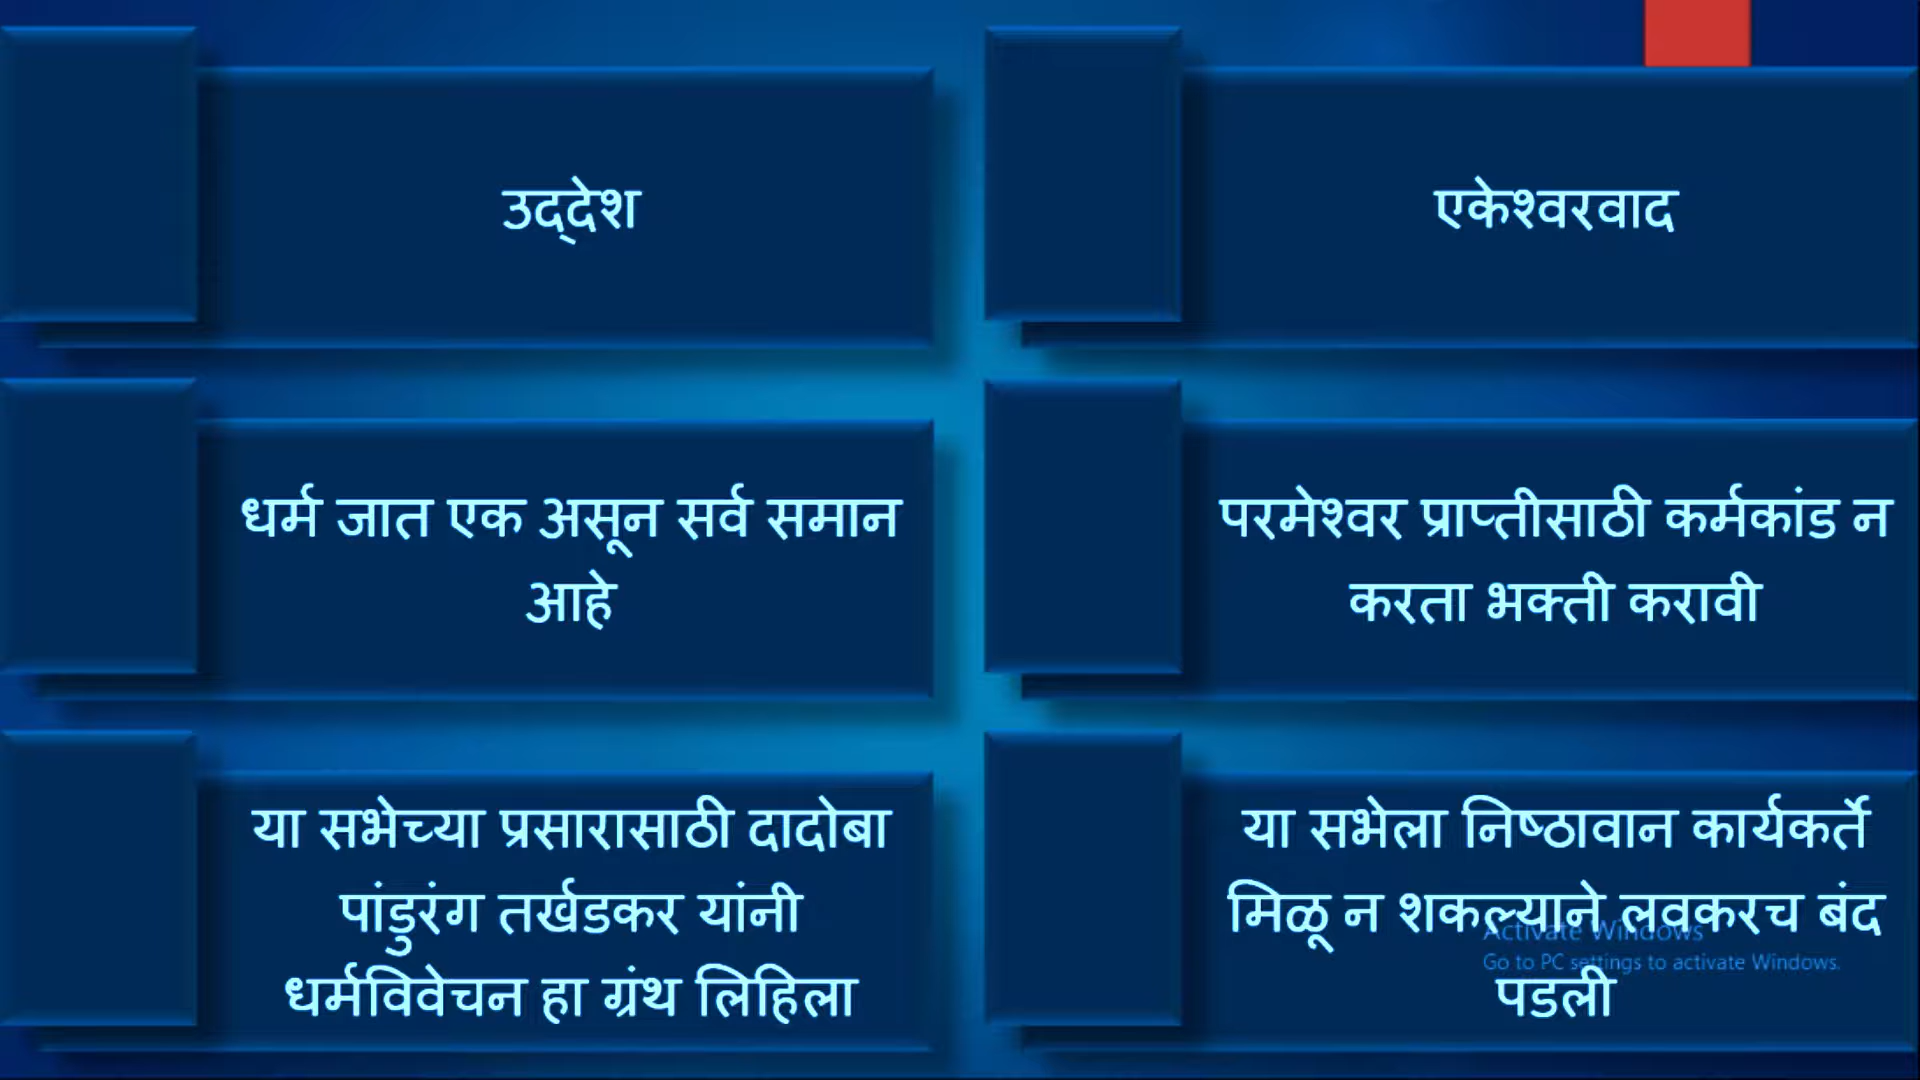 उद्देश
एकेश्वरवाद
धर्म जात एक असून सर्व समान
आहे
परमेश्वर प्राप्तीसाठी कर्मकांड न
करता भक्ती करावी
या सभेच्या प्रसारासाठी दादोबा
पांडुरंग तर्खडकर यांनी
धर्मविवेचन हा ग्रंथ लिहिला
या सभेला निष्ठावान कार्यकर्ते
मिळू न शकल्याने लवकरच बंद
पडली
Activate Windows
Go to PC settings to activate Windows.